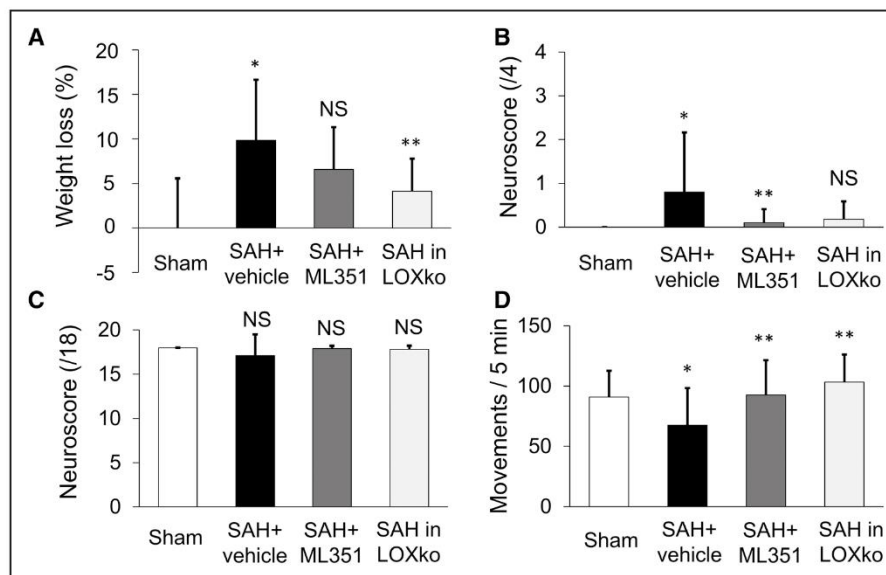 A
Weight loss (%)
20
15
10
5
0
-5
*
NS
**
Sham
SAH+
vehicle
SAH+
ML351
SAH in
LOXko
B
Neuroscore (/4)
4
3
2
1
0
*
**
NS
Sham
SAH+
vehicle
SAH+
ML351
SAH in
LOXko
C
Neuroscore (/18)
20
15
10
5
0
NS
NS
NS
Sham
SAH+
vehicle
SAH+
ML351
SAH in
LOXko
D
Movements / 5 min
150
100
50
0
*
**
**
Sham
SAH+
vehicle
SAH+
ML351
SAH in
LOXko